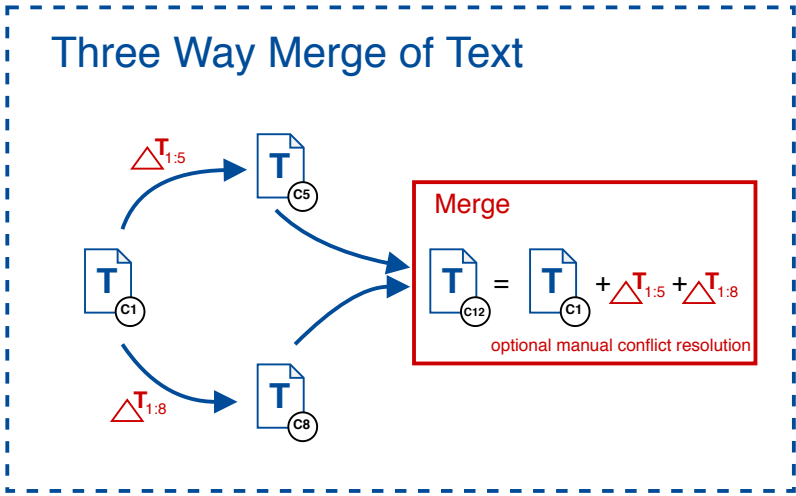 Three Way Merge of Text
△T1:5
T
C5
Merge
T
C1
T
C12
=
T
C1
+△T1:5+△T1:8
optional manual conflict resolution
△T1:8
T
C8